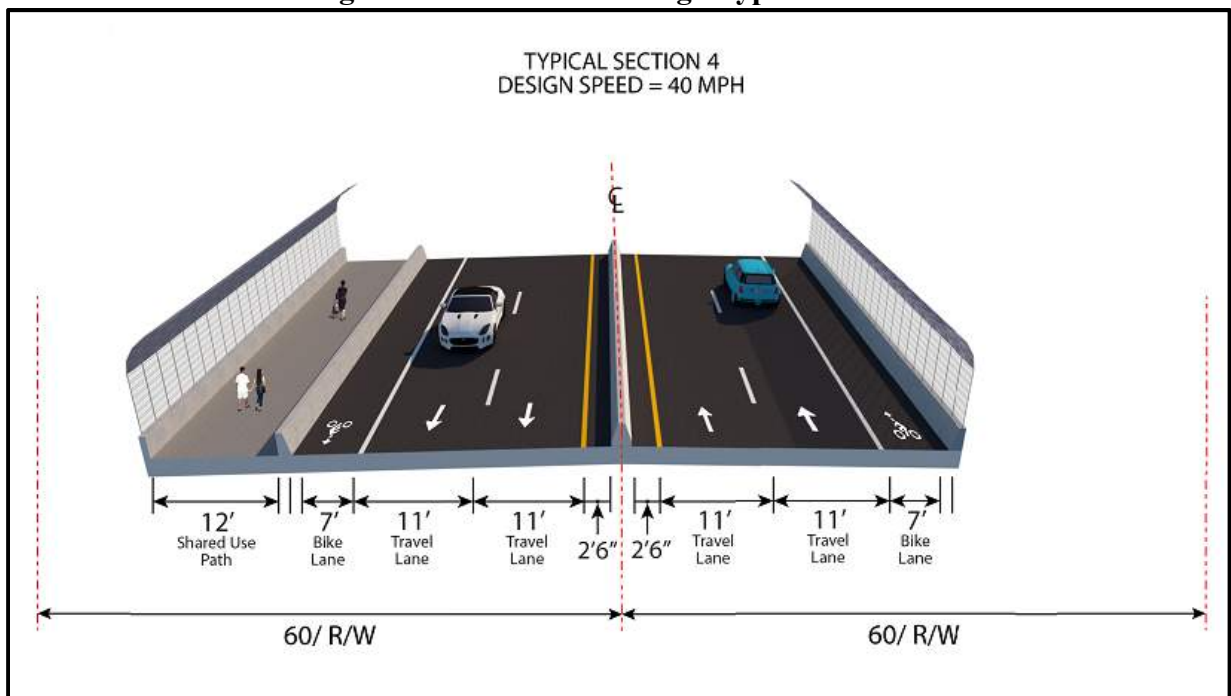 TYPICAL SECTION 4
DESIGN SPEED = 40 MPH
℄
12' 7' 11' 11' 2'6" 2'6" 11' 11' 7'
Shared Use Path Bike Lane Travel Lane Travel Lane Travel Lane Travel Lane Bike Lane
60/ R/W 60/ R/W